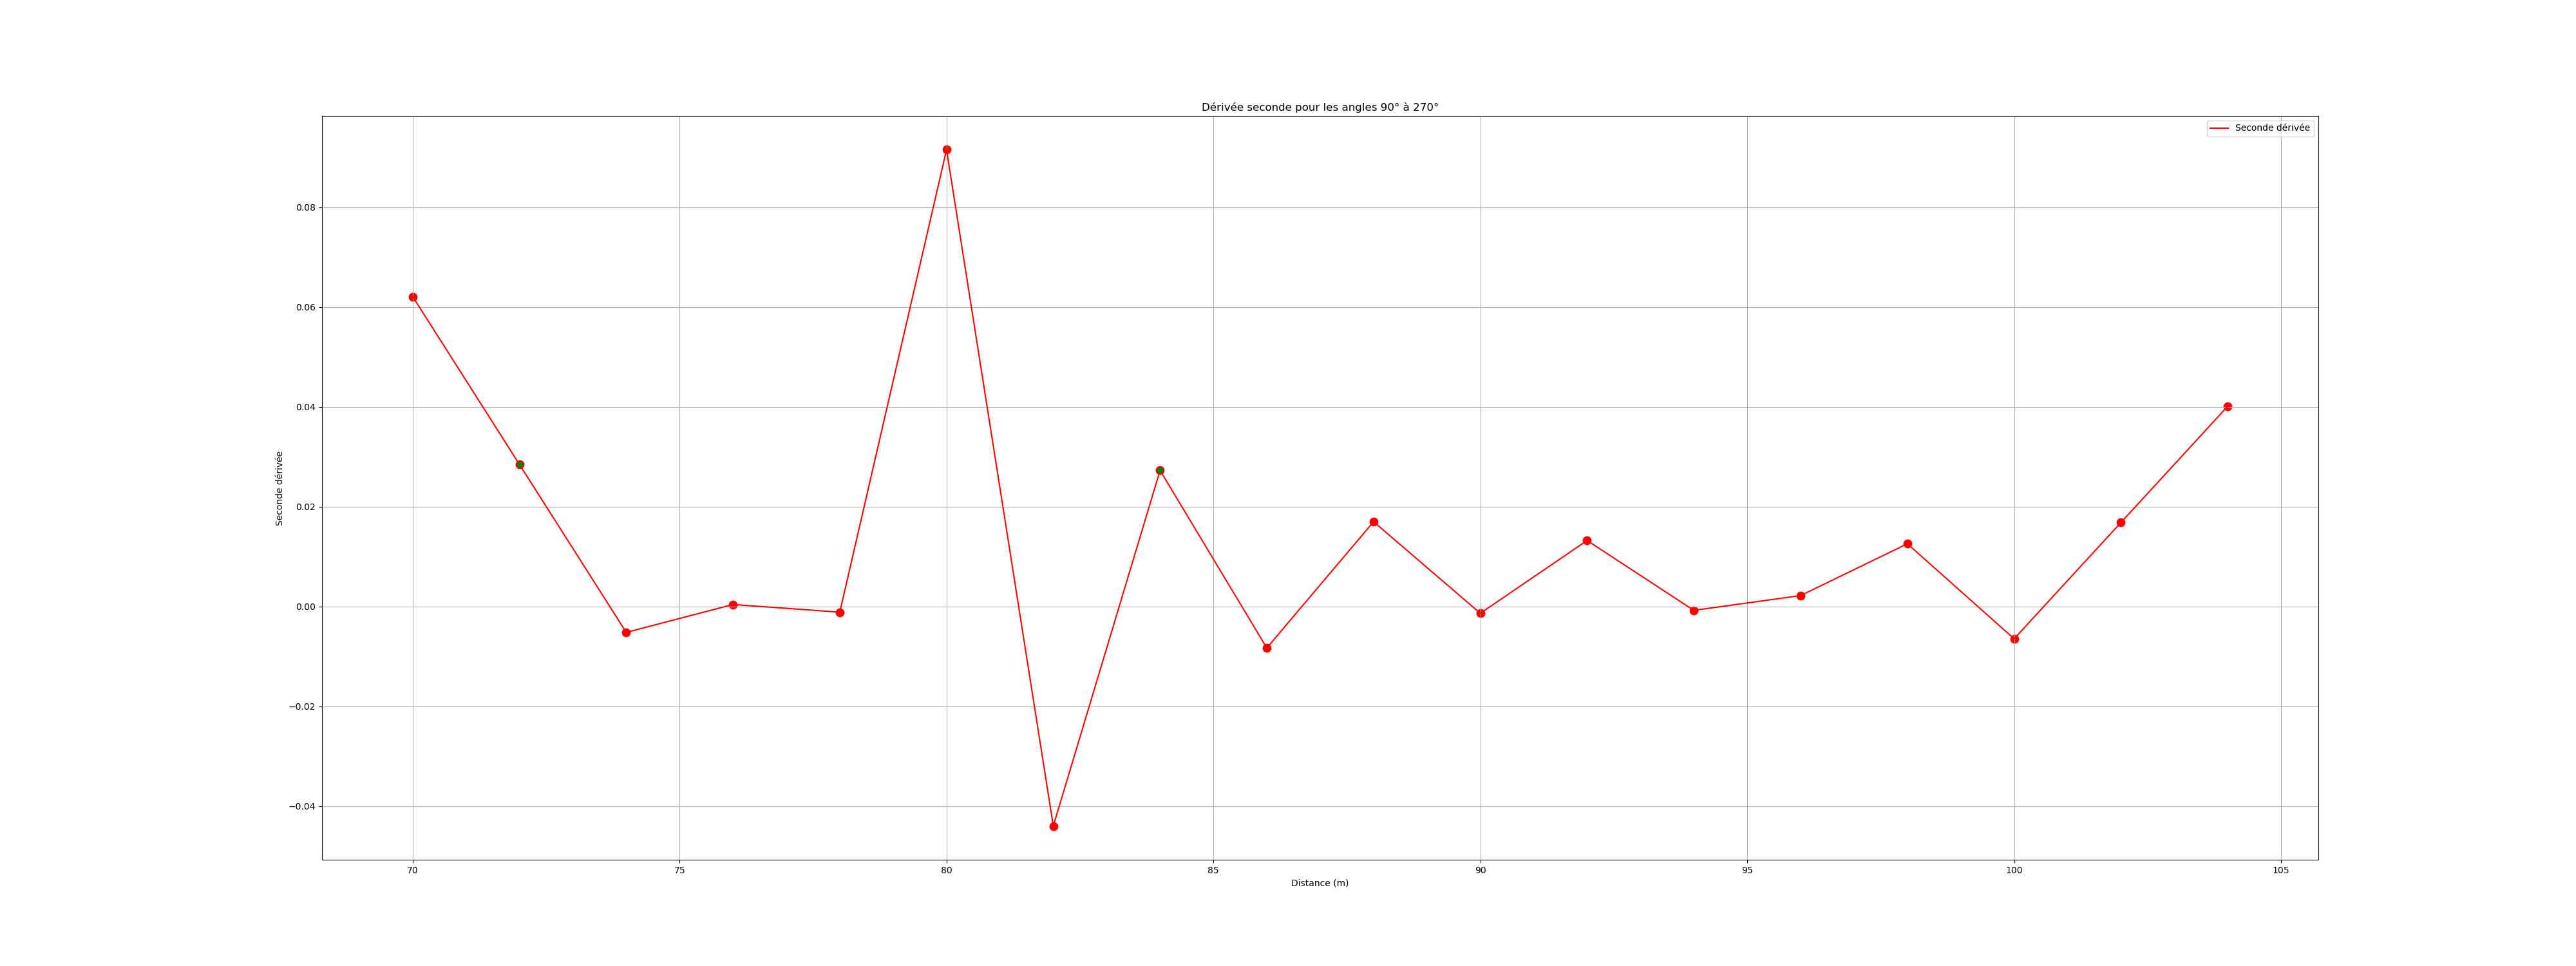 Dérivée seconde pour les angles 90° à 270°
Seconde dérivée
0.08
0.06
0.04
0.02
0.00
−0.02
−0.04
Seconde dérivée
70 75 80 85 90 95 100 105
Distance (m)